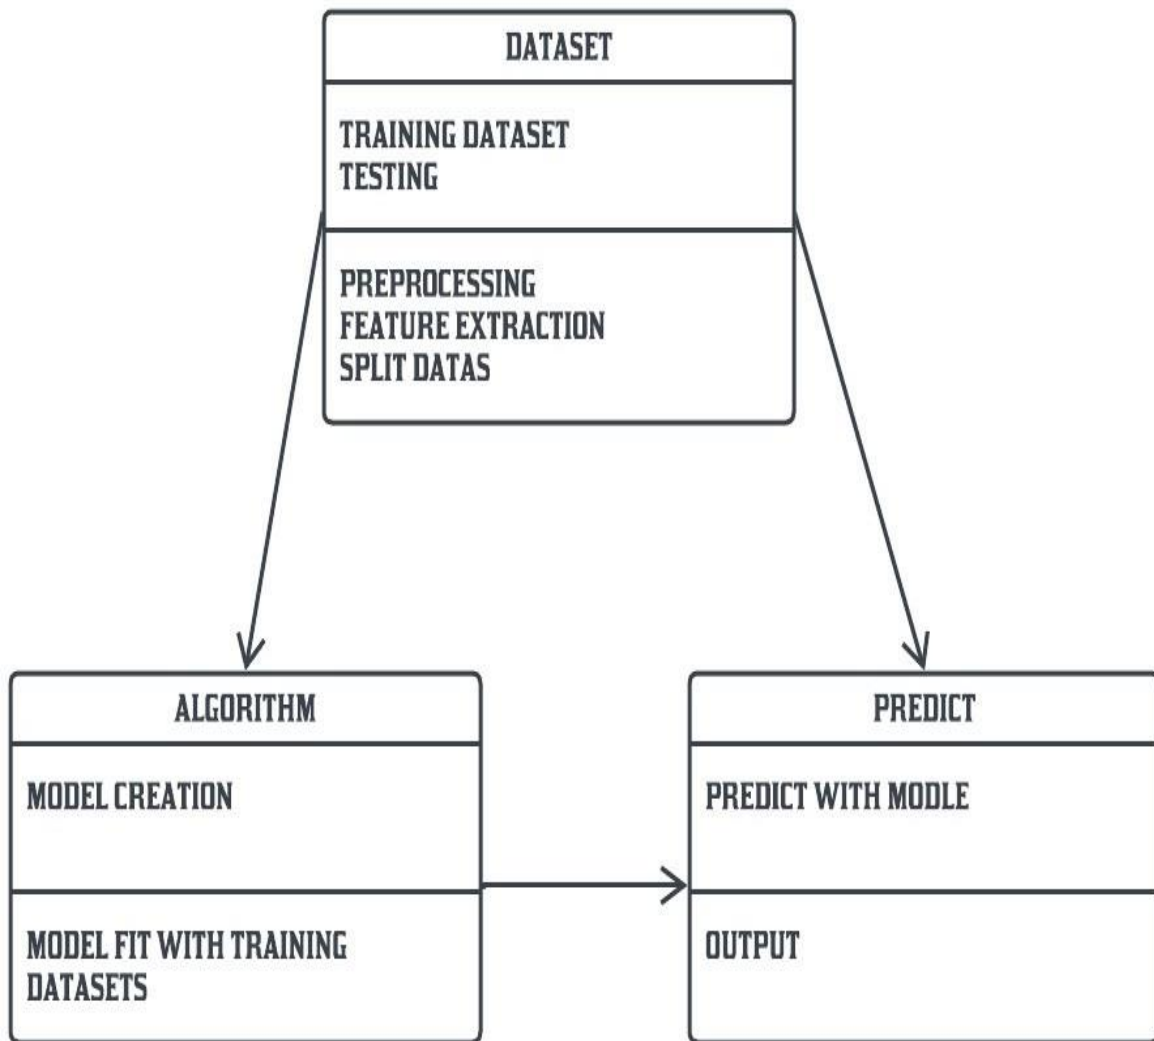 DATASET
TRAINING DATASET
TESTING
PREPROCESSING
FEATURE EXTRACTION
SPLIT DATAS
ALGORITHM
MODEL CREATION
MODEL FIT WITH TRAINING
DATASETS
PREDICT
PREDICT WITH MODLE
OUTPUT